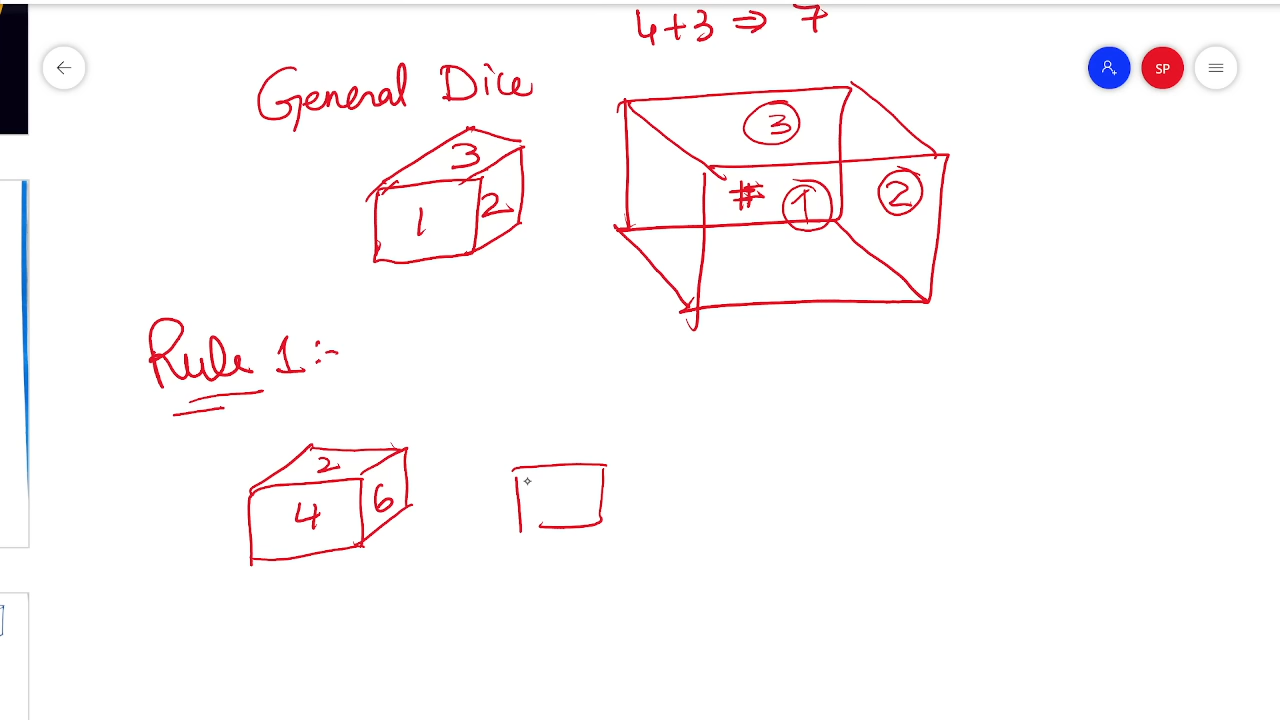 4+3 ⇒ 7
SP
General Dice
3
1 2
3
# 1 2
Rule 1 :-
2
4 6